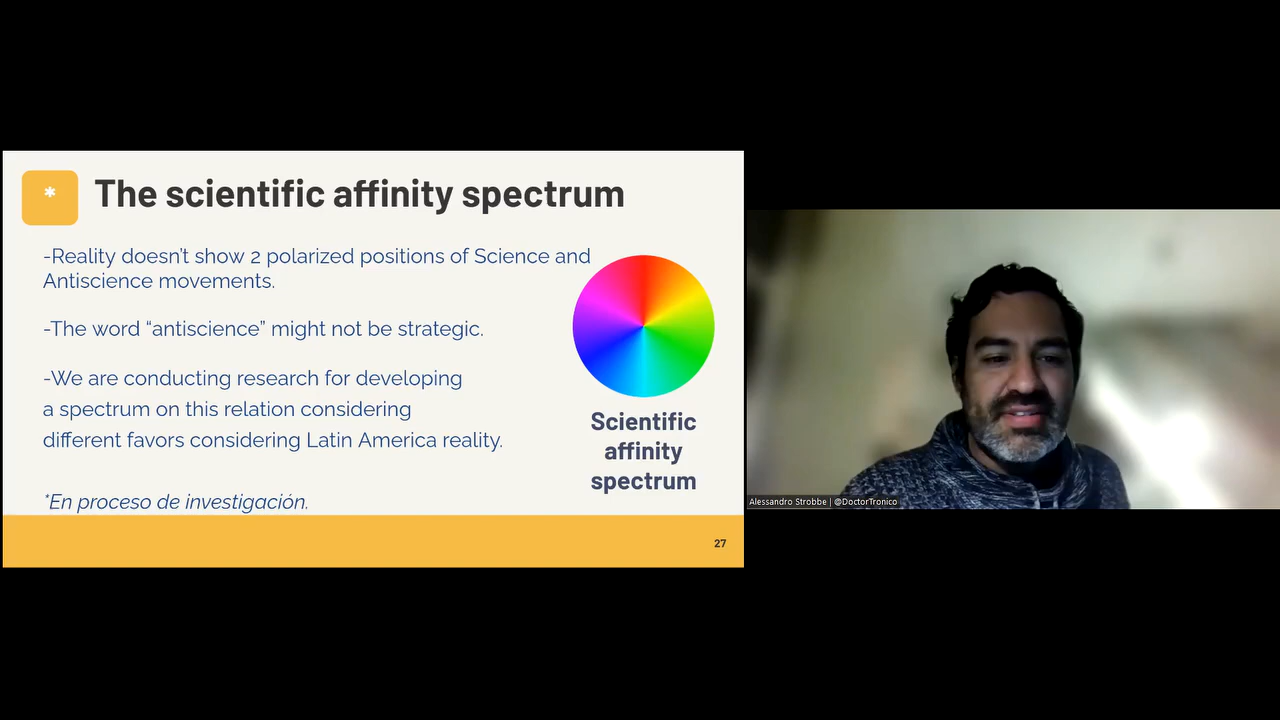 *
The scientific affinity spectrum
-Reality doesn’t show 2 polarized positions of Science and
Antiscience movements.
-The word “antiscience” might not be strategic.
-We are conducting research for developing
a spectrum on this relation considering
different favors considering Latin America reality.
*En proceso de investigación.
Scientific
affinity
spectrum
27
Alessandro Strobbe | @DoctorTronico